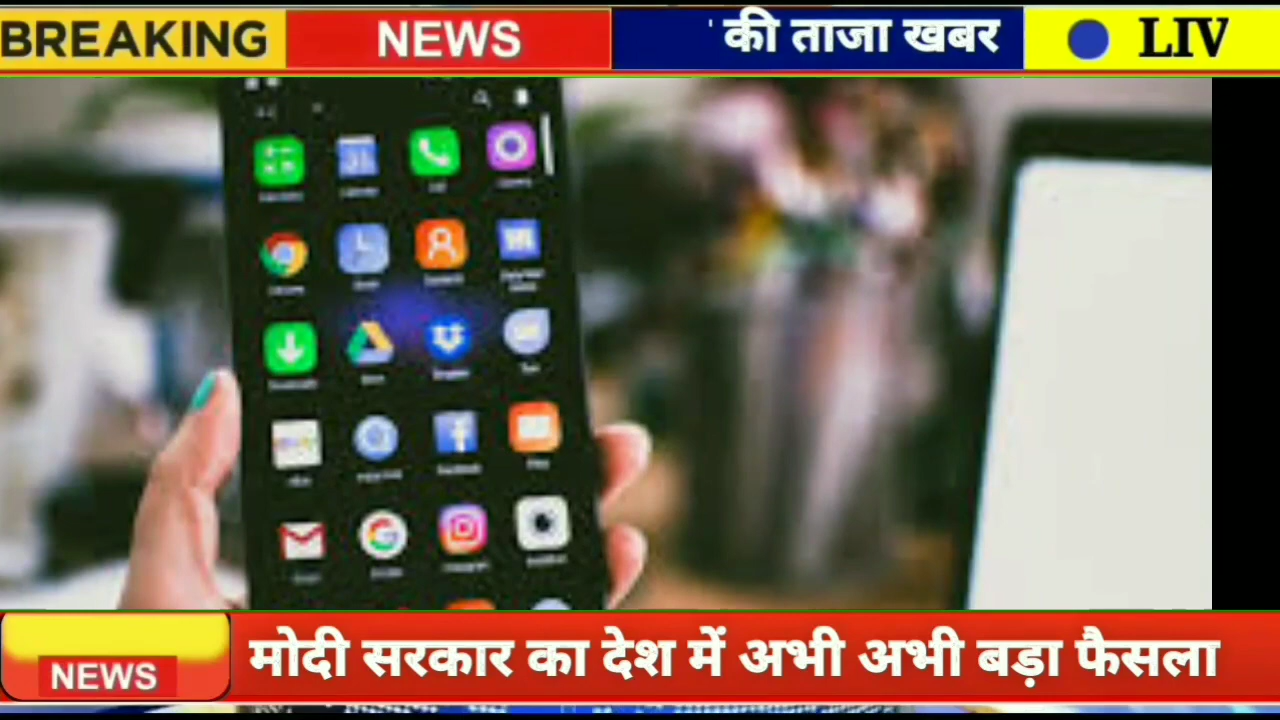 BREAKING NEWS की ताजा खबर LIV
NEWS मोदी सरकार का देश में अभी अभी बड़ा फैसला